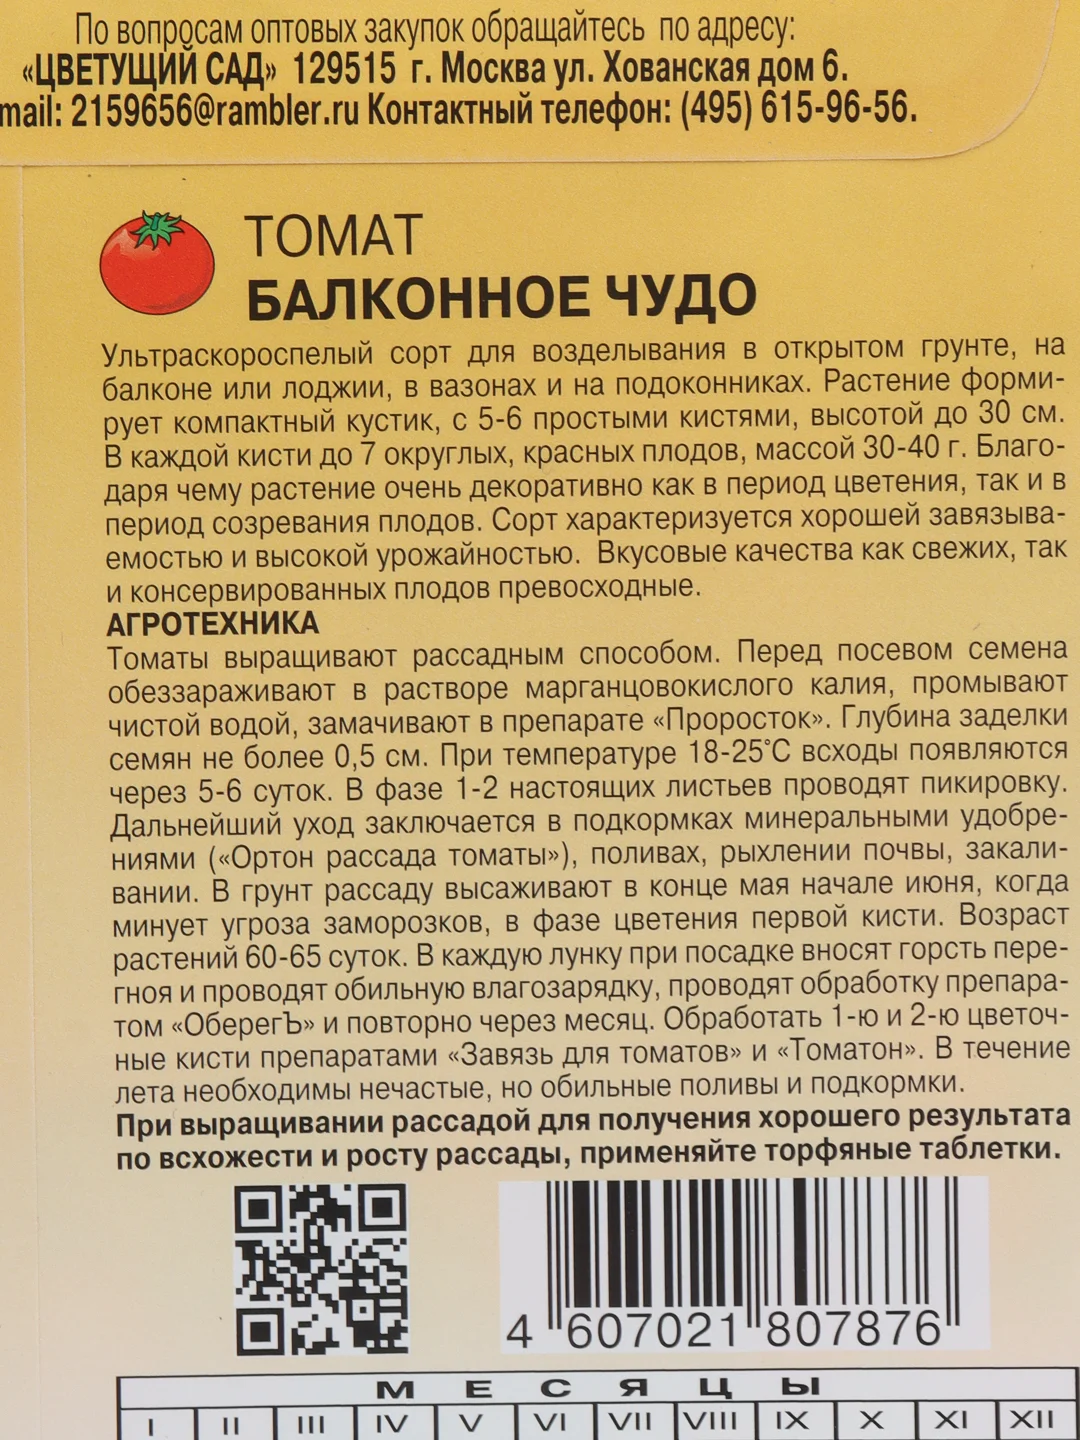 По вопросам оптовых закупок обращайтесь по адресу:
«ЦВЕТУЩИЙ САД» 129515 г. Москва ул. Хованская дом 6.
mail: 2159656@rambler.ru Контактный телефон: (495) 615-96-56.
ТОМАТ
БАЛКОННОЕ ЧУДО
Ультраскороспелый сорт для возделывания в открытом грунте, на
балконе или лоджии, в вазонах и на подоконниках. Растение форми-
рует компактный кустик, с 5-6 простыми кистями, высотой до 30 см.
В каждой кисти до 7 округлых, красных плодов, массой 30-40 г. Благо-
даря чему растение очень декоративно как в период цветения, так и в
период созревания плодов. Сорт характеризуется хорошей завязыва-
емостью и высокой урожайностью. Вкусовые качества как свежих, так
и консервированных плодов превосходные.
АГРОТЕХНИКА
Томаты выращивают рассадным способом. Перед посевом семена
обеззараживают в растворе марганцовокислого калия, промывают
чистой водой, замачивают в препарате «Проросток». Глубина заделки
семян не более 0,5 см. При температуре 18-25°С всходы появляются
через 5-6 суток. В фазе 1-2 настоящих листьев проводят пикировку.
Дальнейший уход заключается в подкормках минеральными удобре-
ниями («Ортон рассада томаты»), поливах, рыхлении почвы, закали-
вании. В грунт рассаду высаживают в конце мая начале июня, когда
минует угроза заморозков, в фазе цветения первой кисти. Возраст
растений 60-65 суток. В каждую лунку при посадке вносят горсть пере-
гноя и проводят обильную влагозарядку, проводят обработку препара-
том «ОберегЪ» и повторно через месяц. Обработать 1-ю и 2-ю цветоч-
ные кисти препаратами «Завязь для томатов» и «Томатон». В течение
лета необходимы нечастые, но обильные поливы и подкормки.
При выращивании рассадой для получения хорошего результата
по всхожести и росту рассады, применяйте торфяные таблетки.
4 607021 807876
МЕСЯЦЫ
I II III IV V VI VII VIII IX X XI XII